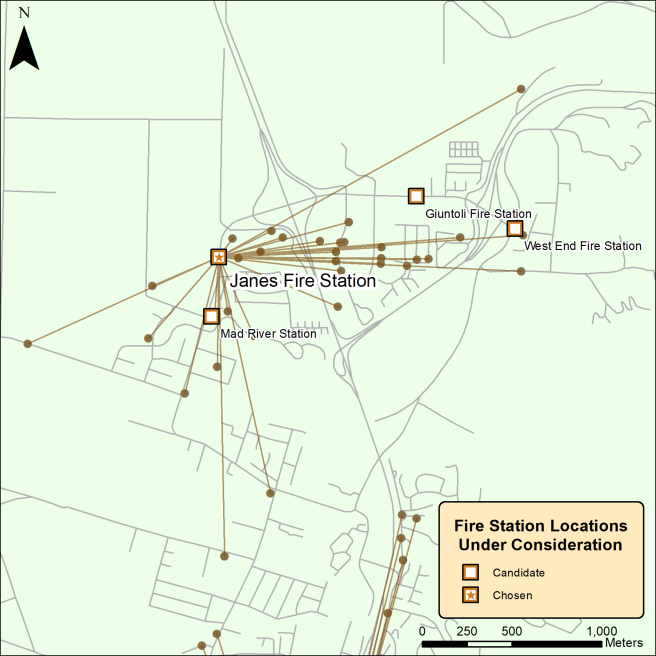 N
Giuntoli Fire Station
West End Fire Station
Janes Fire Station
Mad River Station
Fire Station Locations
Under Consideration
Candidate
Chosen
0 250 500 1,000
Meters